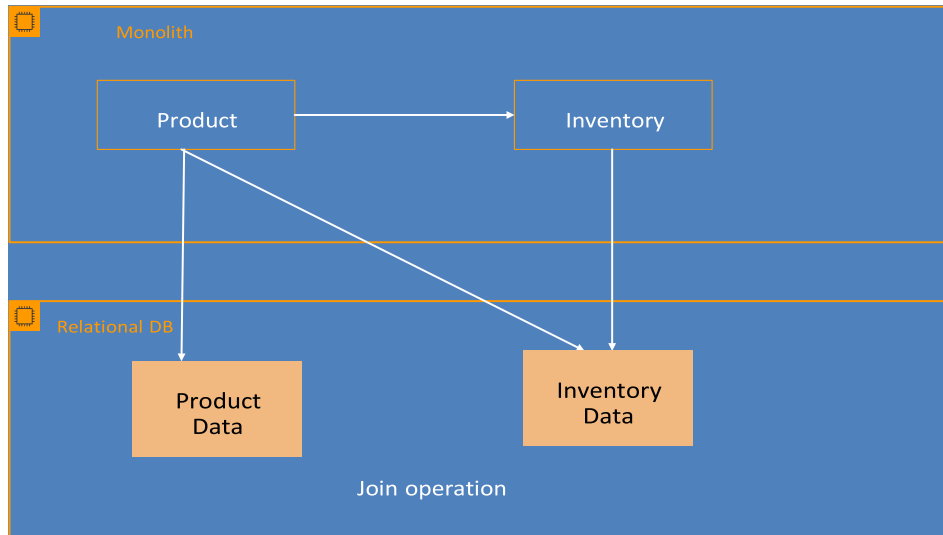 Monolith
Product
Inventory
Relational DB
Product
Data
Inventory
Data
Join operation